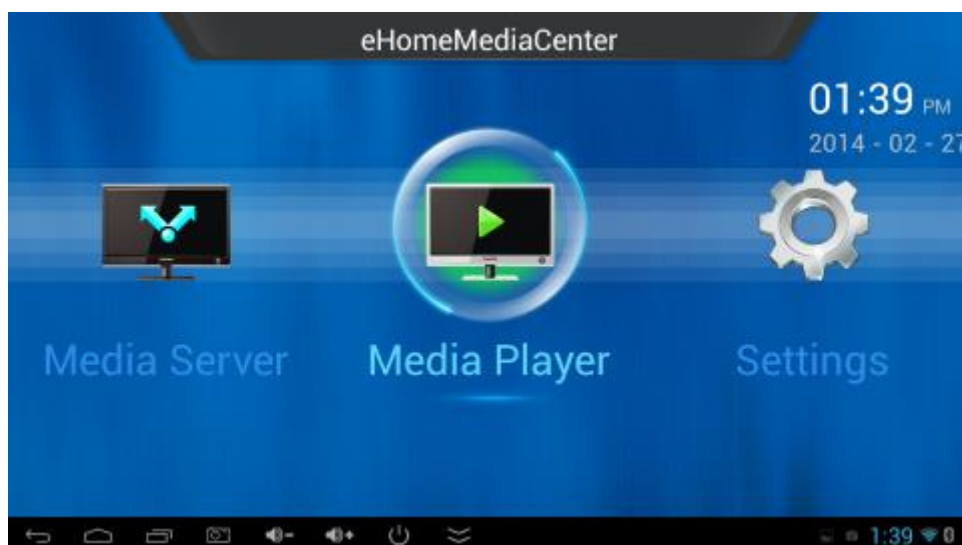 eHomeMediaCenter
01:39 PM
2014 - 02 - 27
Media Server
Media Player
Settings
1:39